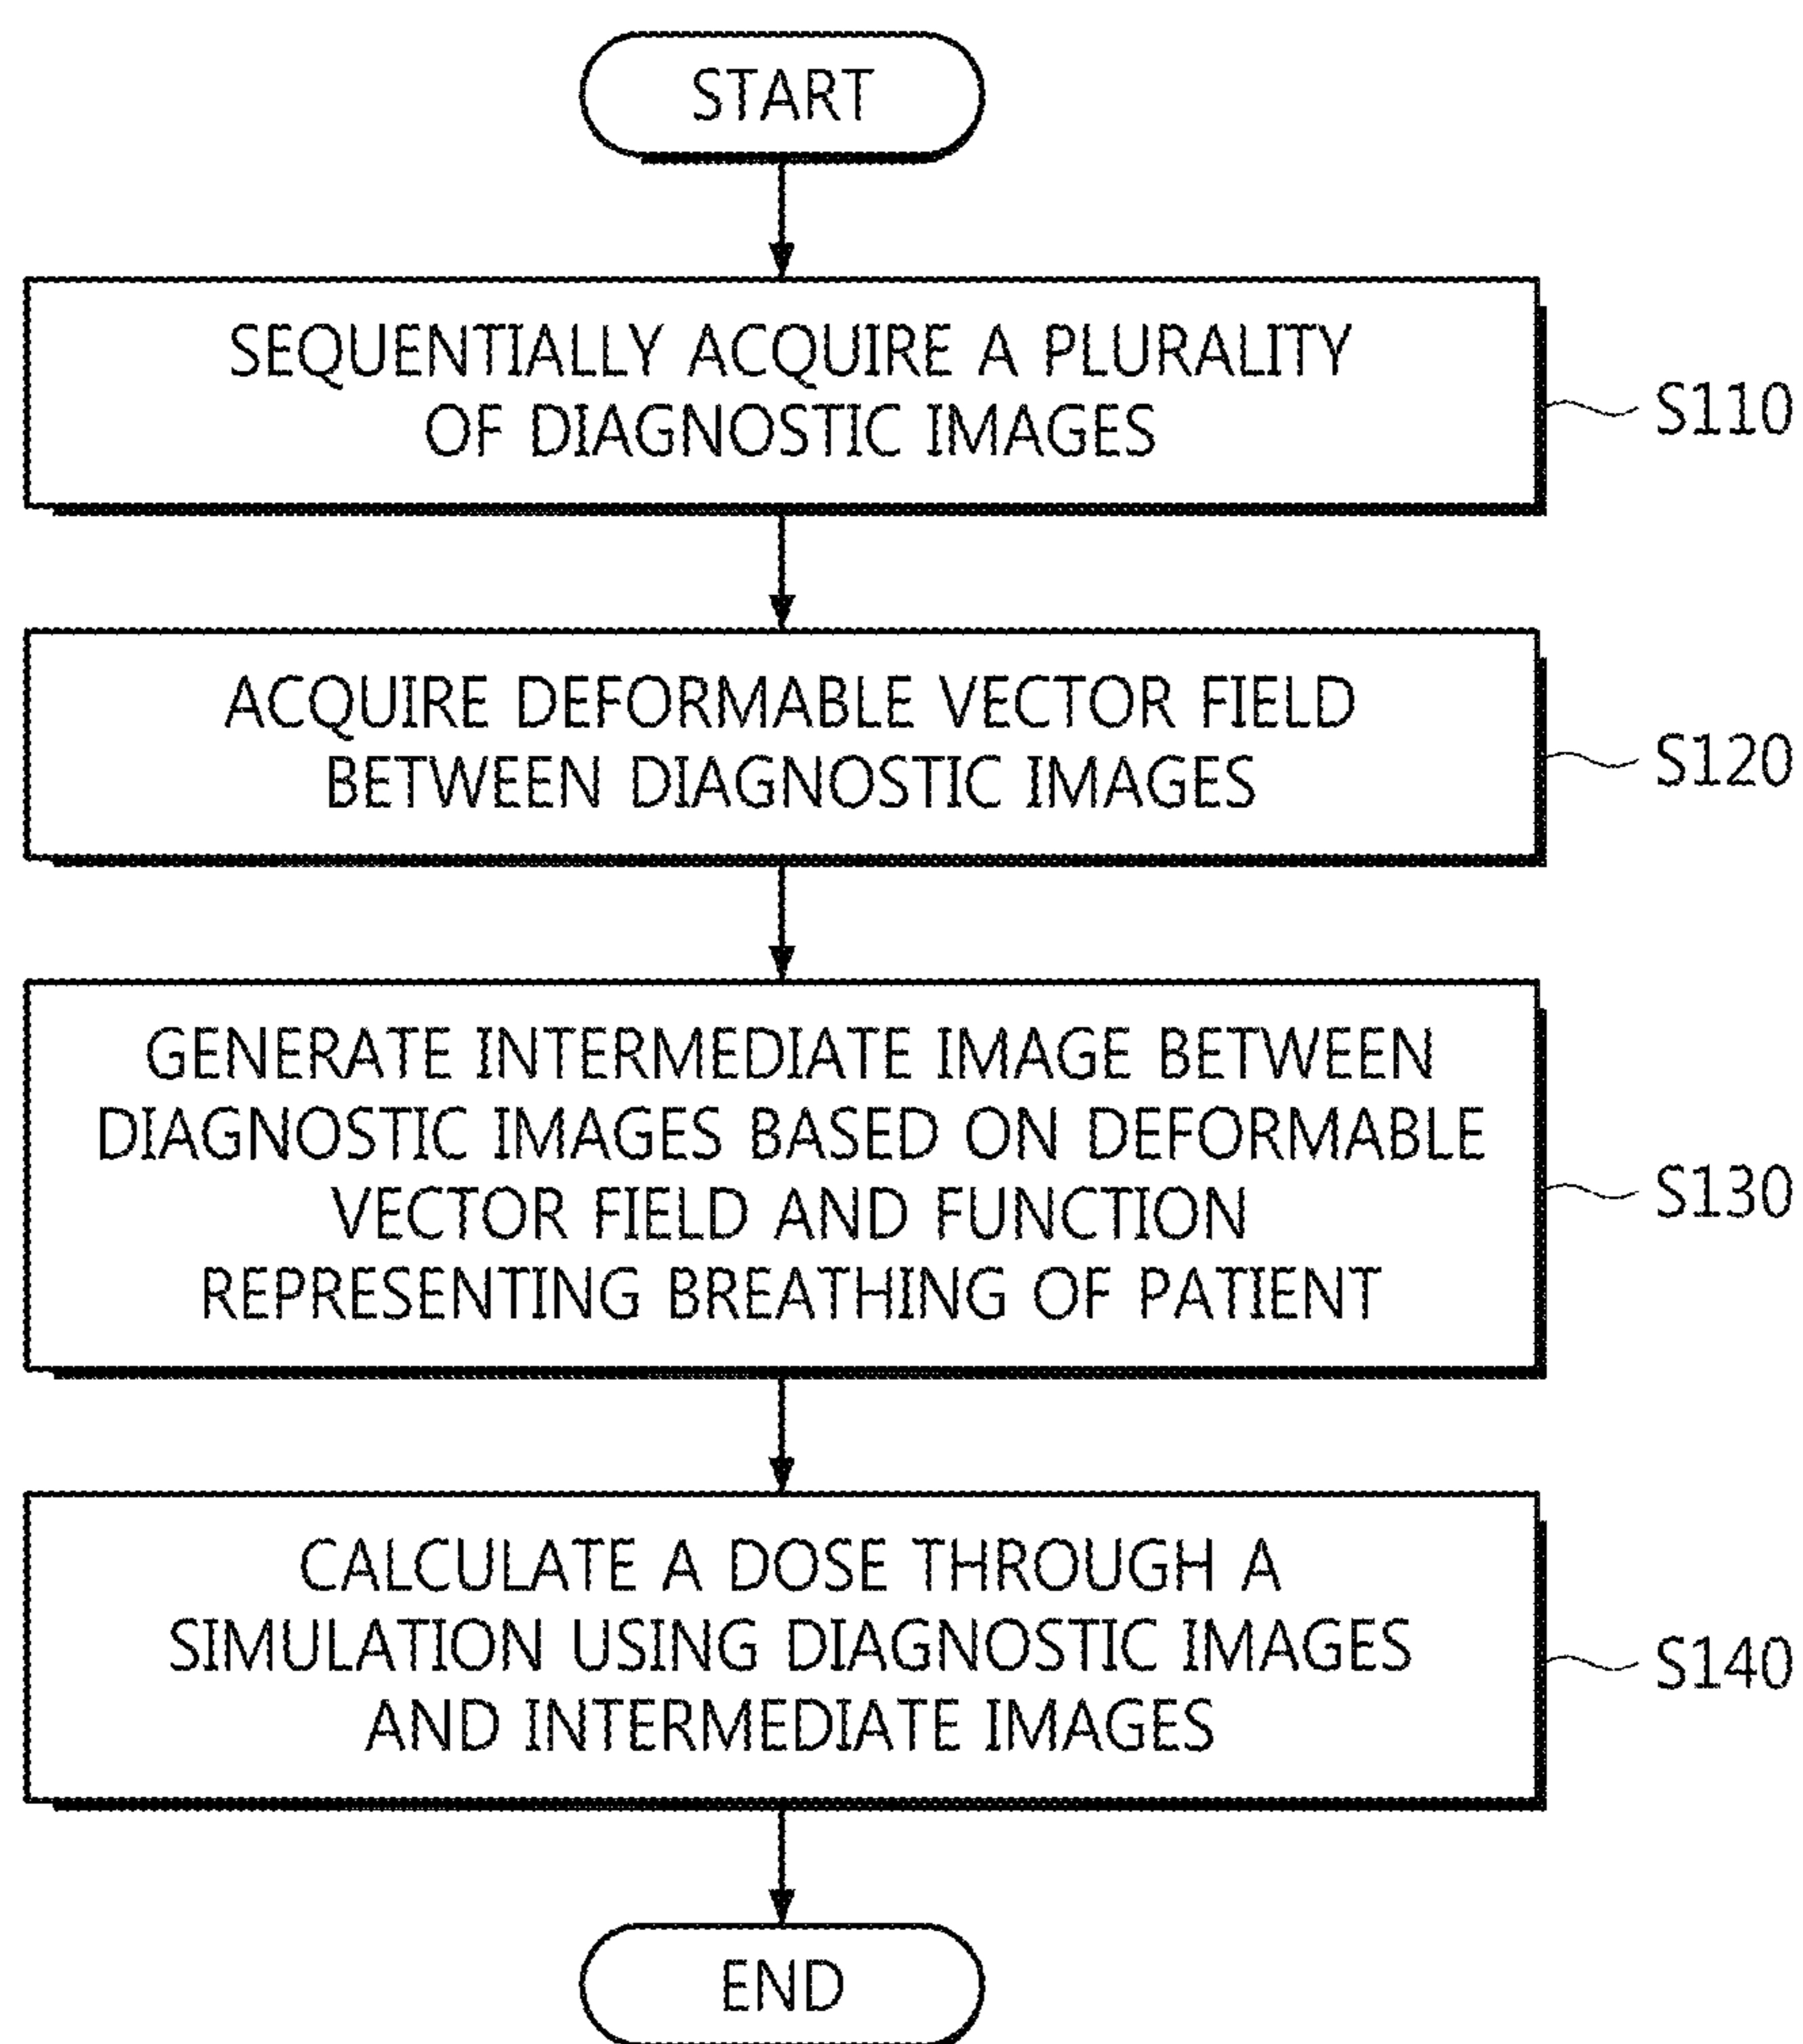 START
SEQUENTIALLY ACQUIRE A PLURALITY
OF DIAGNOSTIC IMAGES
S110
ACQUIRE DEFORMABLE VECTOR FIELD
BETWEEN DIAGNOSTIC IMAGES
S120
GENERATE INTERMEDIATE IMAGE BETWEEN
DIAGNOSTIC IMAGES BASED ON DEFORMABLE
VECTOR FIELD AND FUNCTION
REPRESENTING BREATHING OF PATIENT
S130
CALCULATE A DOSE THROUGH A
SIMULATION USING DIAGNOSTIC IMAGES
AND INTERMEDIATE IMAGES
S140
END